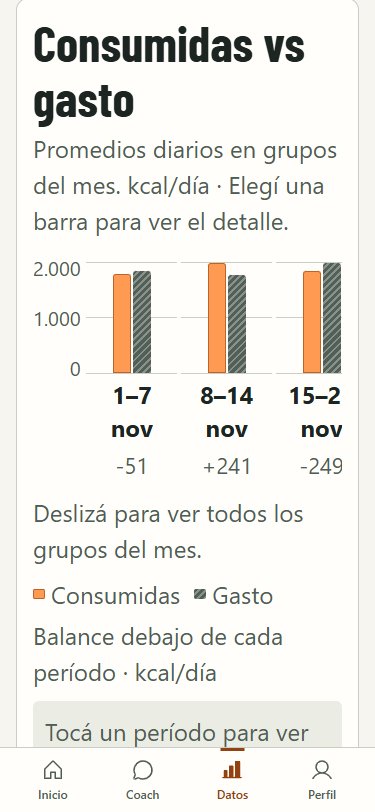 Consumidas vs
gasto
Promedios diarios en grupos
del mes. kcal/día · Elegí una
barra para ver el detalle.
2.000
1.000
0
1–7 8–14 15–2
nov nov nov
-51 +241 -249
Deslizá para ver todos los
grupos del mes.
Consumidas Gasto
Balance debajo de cada
período · kcal/día
Tocá un período para ver
Inicio Coach Datos Perfil